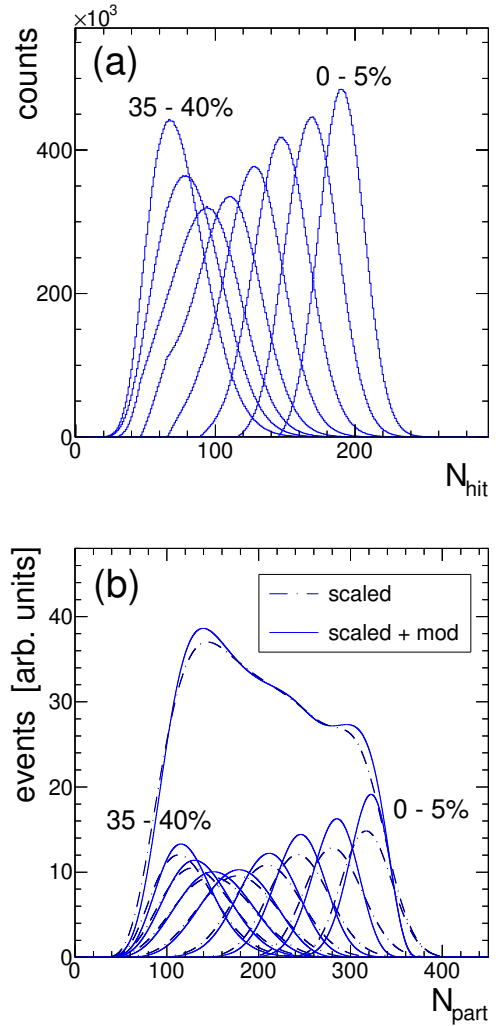 ×10³
(a)
0 - 5%
35 - 40%
counts
400
200
0
0 100 200
N_hit
(b)
scaled
scaled + mod
events [arb. units]
40
30
20
35 - 40%
0 - 5%
10
0
0 100 200 300 400
N_part